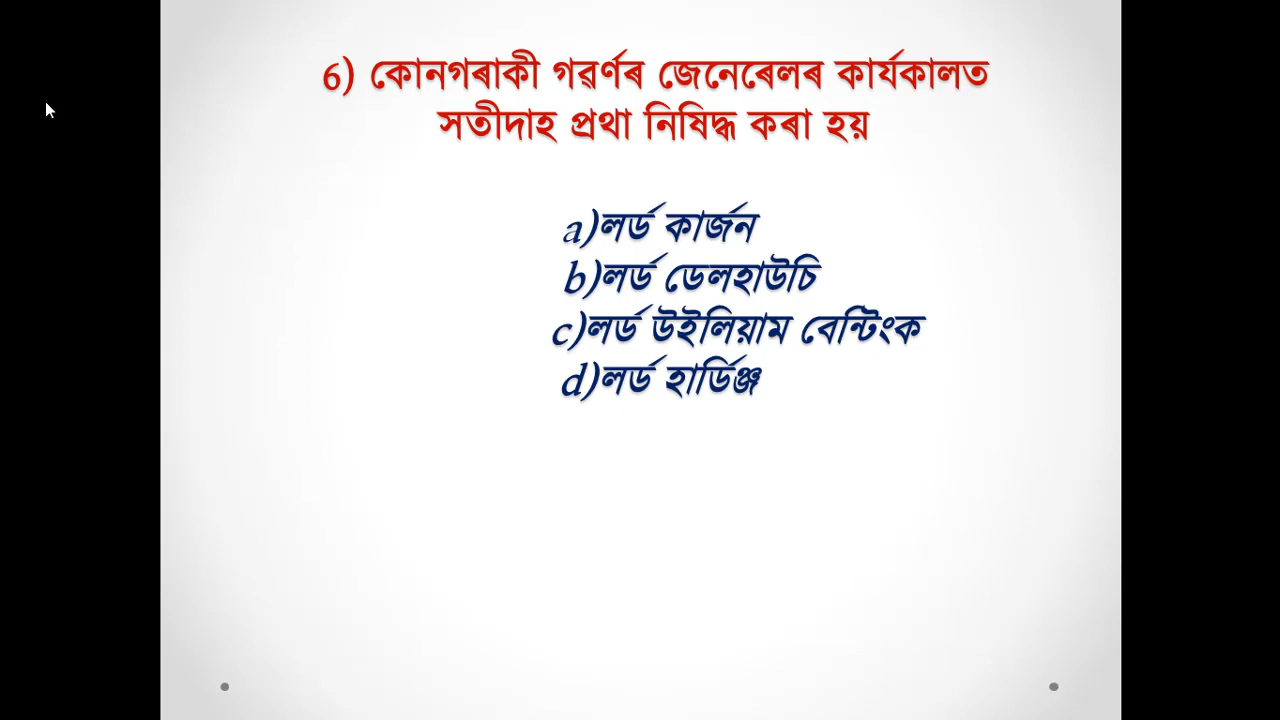 6) কোনগৰাকী গৱৰ্ণৰ জেনেৰেলৰ কাৰ্যকালত
সতীদাহ প্ৰথা নিষিদ্ধ কৰা হয়
a)লৰ্ড কাৰ্জন
b)লৰ্ড ডেলহাউচি
c)লৰ্ড উইলিয়াম বেন্টিংক
d)লৰ্ড হাৰ্ডিঞ্জ